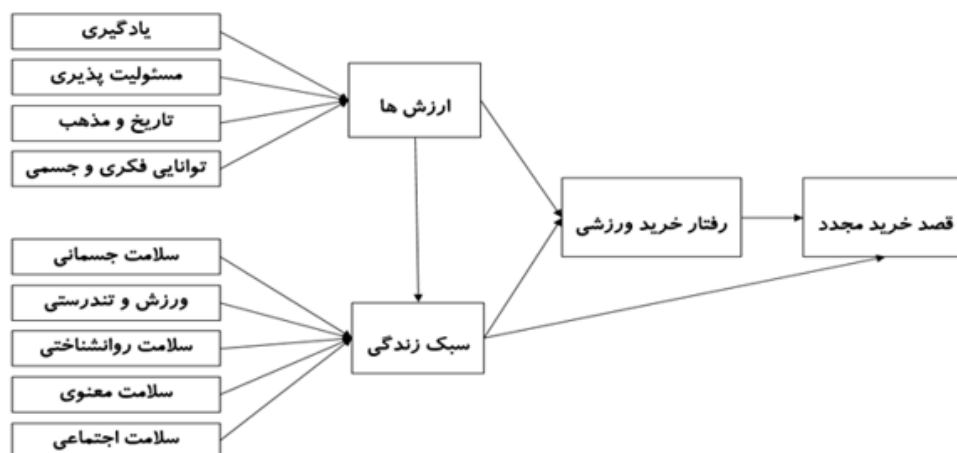 یادگیری
مسئولیت پذیری
تاریخ و مذهب
توانایی فکری و جسمی
ارزش ها
سلامت جسمانی
ورزش و تندرستی
سلامت روانشناختی
سلامت معنوی
سلامت اجتماعی
سبک زندگی
رفتار خرید ورزشی
قصد خرید مجدد